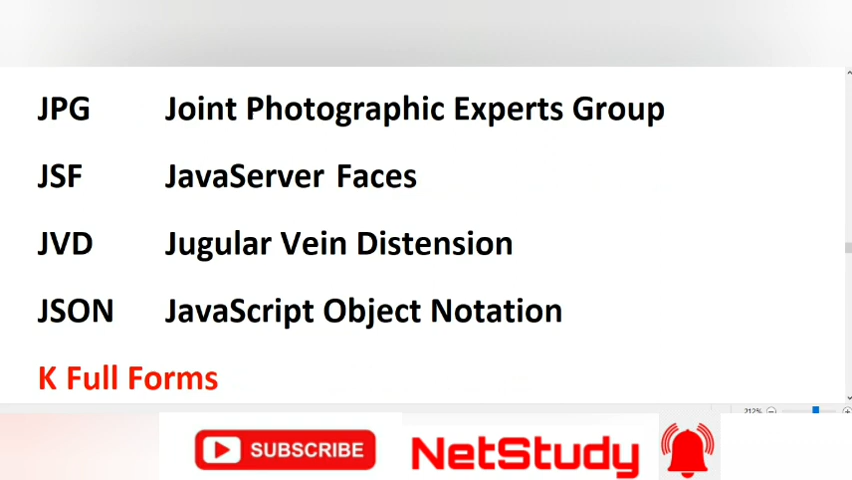 JPG Joint Photographic Experts Group
JSF JavaServer Faces
JVD Jugular Vein Distension
JSON JavaScript Object Notation
K Full Forms
212%
SUBSCRIBE NetStudy